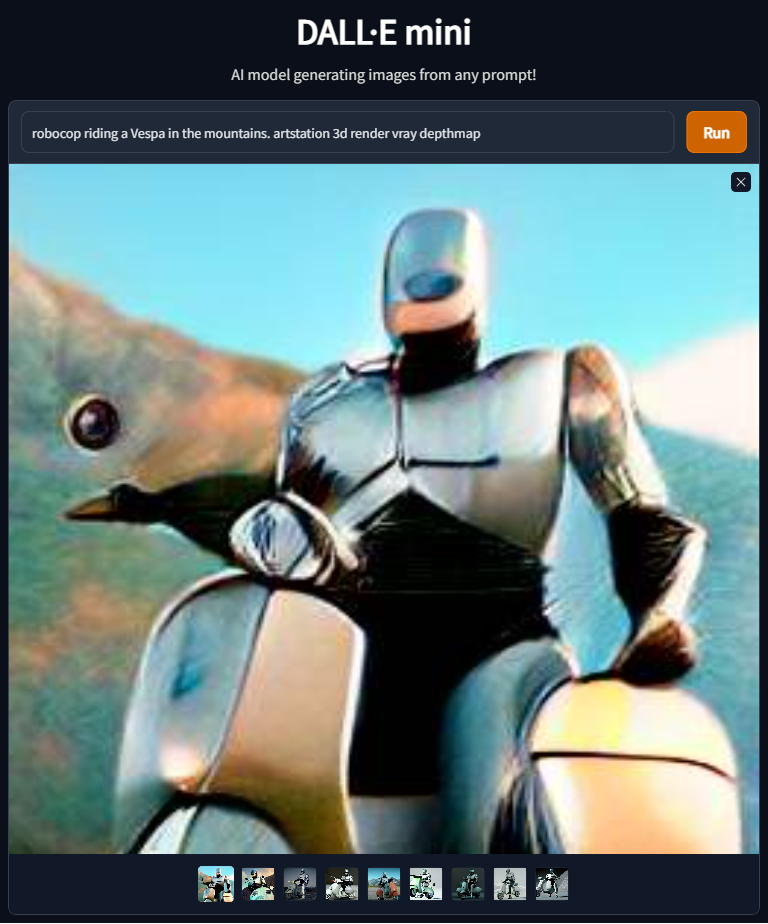 DALL·E mini
AI model generating images from any prompt!
robocop riding a Vespa in the mountains. artstation 3d render vray depthmap
Run